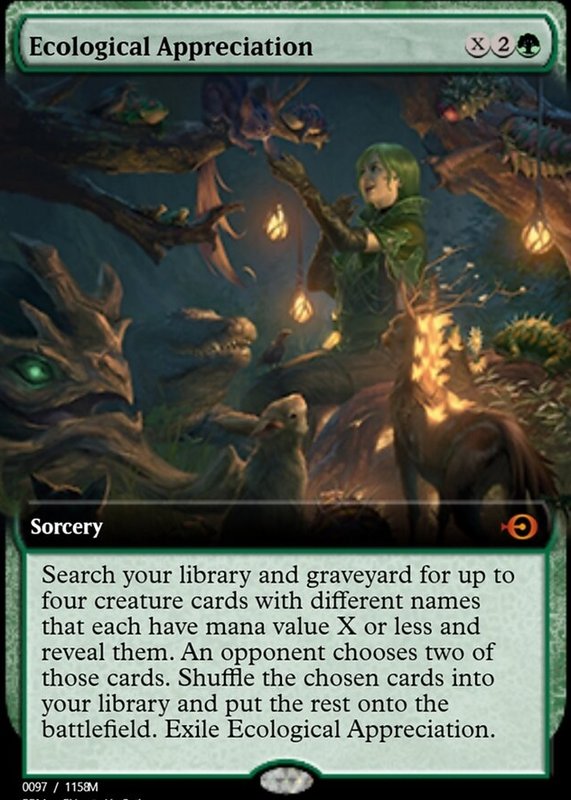 Ecological Appreciation X 2
Sorcery
Search your library and graveyard for up to
four creature cards with different names
that each have mana value X or less and
reveal them. An opponent chooses two of
those cards. Shuffle the chosen cards into
your library and put the rest onto the
battlefield. Exile Ecological Appreciation.
0097 / 1158M